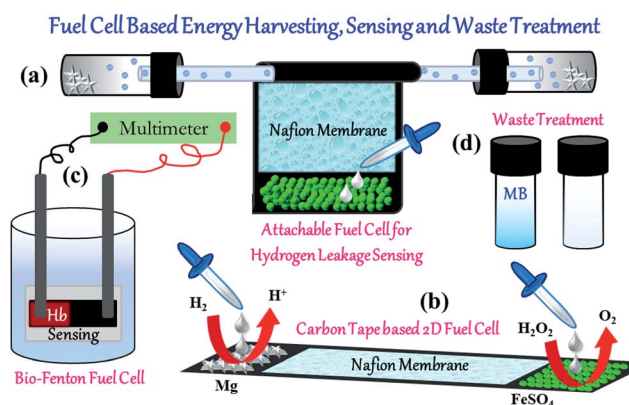 Fuel Cell Based Energy Harvesting, Sensing and Waste Treatment
(a)
Nafion Membrane
Attachable Fuel Cell for
Hydrogen Leakage Sensing
Multimeter
(c)
Hb
Sensing
Bio-Fenton Fuel Cell
Waste Treatment
(d)
MB
(b)
H₂
H⁺
Carbon Tape based 2D Fuel Cell
Nafion Membrane
Mg
H₂O₂
O₂
FeSO₄